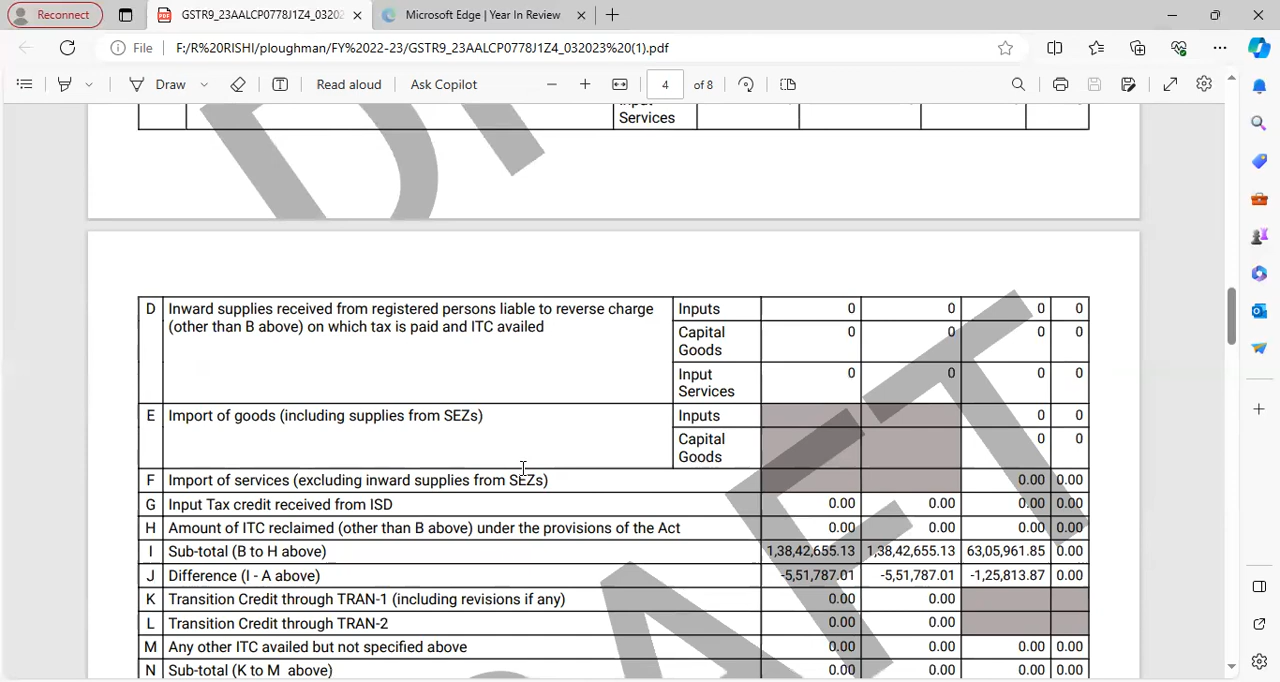 Reconnect
GSTR9_23AALCP0778J1Z4_03202
Microsoft Edge | Year In Review
File
F:/R%20RISHI/ploughman/FY%2022-23/GSTR9_23AALCP0778J1Z4_032023%20(1).pdf
Draw
Read aloud
Ask Copilot
4 of 8
Services
D Inward supplies received from registered persons liable to reverse charge (other than B above) on which tax is paid and ITC availed
Inputs 0 0 0 0
Capital Goods 0 0 0 0
Input Services 0 0 0 0
E Import of goods (including supplies from SEZs)
Inputs 0 0
Capital Goods 0 0
F Import of services (excluding inward supplies from SEZs) 0.00 0.00
G Input Tax credit received from ISD 0.00 0.00 0.00 0.00
H Amount of ITC reclaimed (other than B above) under the provisions of the Act 0.00 0.00 0.00 0.00
I Sub-total (B to H above) 1,38,42,655.13 1,38,42,655.13 63,05,961.85 0.00
J Difference (I - A above) -5,51,787.01 -5,51,787.01 -1,25,813.87 0.00
K Transition Credit through TRAN-1 (including revisions if any) 0.00 0.00
L Transition Credit through TRAN-2 0.00 0.00
M Any other ITC availed but not specified above 0.00 0.00 0.00 0.00
N Sub-total (K to M above) 0.00 0.00 0.00 0.00